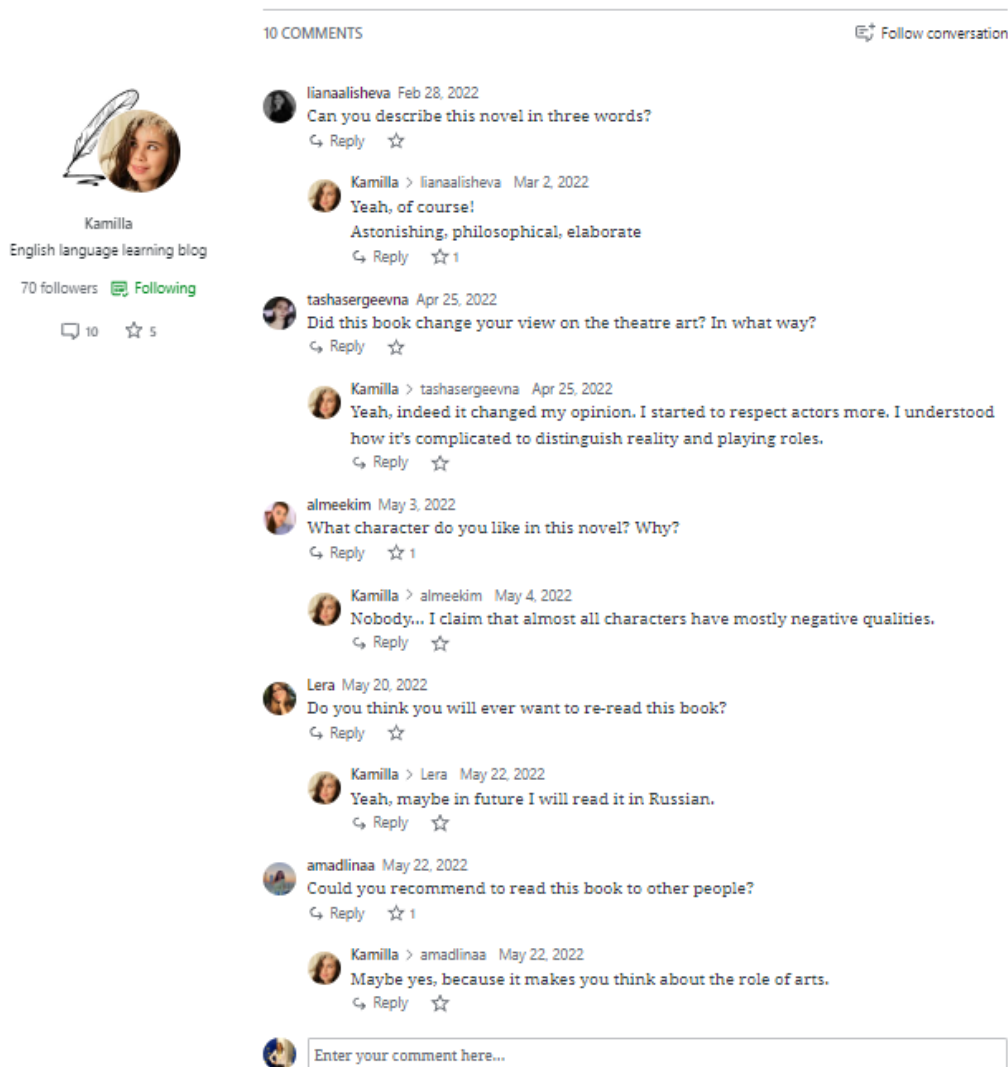 10 COMMENTS
Follow conversation
Kamilla
English language learning blog
70 followers Following
10 5
lianaalisheva Feb 28, 2022
Can you describe this novel in three words?
Reply
Kamilla > lianaalisheva Mar 2, 2022
Yeah, of course!
Astonishing, philosophical, elaborate
Reply 1
tashasergeevna Apr 25, 2022
Did this book change your view on the theatre art? In what way?
Reply
Kamilla > tashasergeevna Apr 25, 2022
Yeah, indeed it changed my opinion. I started to respect actors more. I understood
how it's complicated to distinguish reality and playing roles.
Reply
almeekim May 3, 2022
What character do you like in this novel? Why?
Reply 1
Kamilla > almeekim May 4, 2022
Nobody... I claim that almost all characters have mostly negative qualities.
Reply
Lera May 20, 2022
Do you think you will ever want to re-read this book?
Reply
Kamilla > Lera May 22, 2022
Yeah, maybe in future I will read it in Russian.
Reply
amadlinaa May 22, 2022
Could you recommend to read this book to other people?
Reply 1
Kamilla > amadlinaa May 22, 2022
Maybe yes, because it makes you think about the role of arts.
Reply
Enter your comment here...